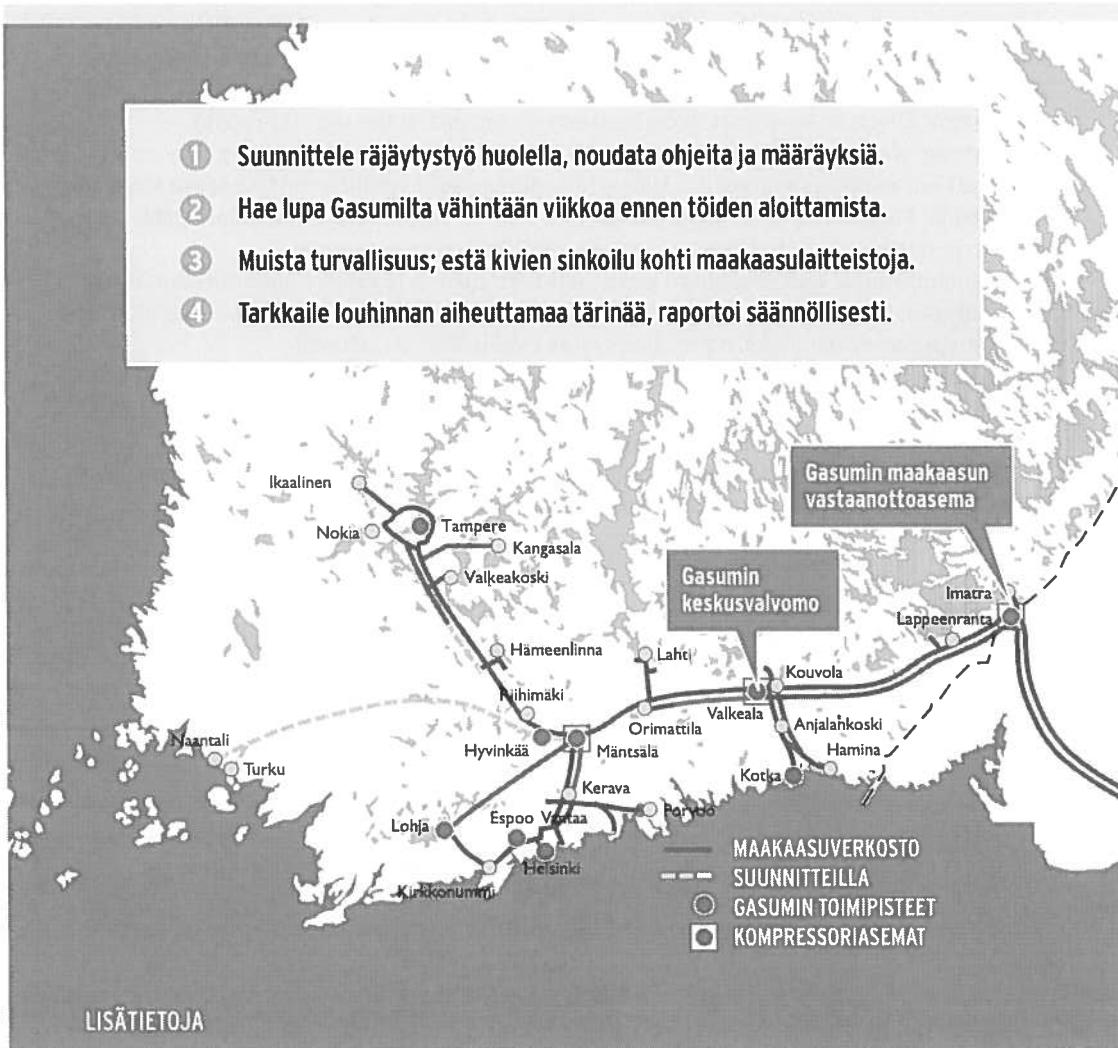 1 Suunnittele räjäytystyö huolella, noudata ohjeita ja määräyksiä.
2 Hae lupa Gasumilta vähintään viikkoa ennen töiden aloittamista.
3 Muista turvallisuus; estä kivien sinkoilu kohti maakaasulaitteistoja.
4 Tarkkaile louhinnan aiheuttamaa tärinää, raportoi säännöllisesti.
Gasumin maakaasun
vastaanottoasema
Ikaalinen
Nokia
Tampere
Kangasala
Valkeakoski
Gasumin
keskusvalvomo
Imatra
Lappeenranta
Hämeenlinna
Lahti
Kouvola
Riihimäki
Orimattila
Valkeala
Anjalankoski
Naantali
Turku
Hyvinkää
Mäntsälä
Hamina
Kotka
Kerava
Lohja
Espoo
Vantaa
Porvoo
Helsinki
Kirkkonummi
MAAKAASUVERKOSTO
SUUNNITTEILLA
GASUMIN TOIMIPISTEET
KOMPRESSORIASEMAT
LISÄTIETOJA